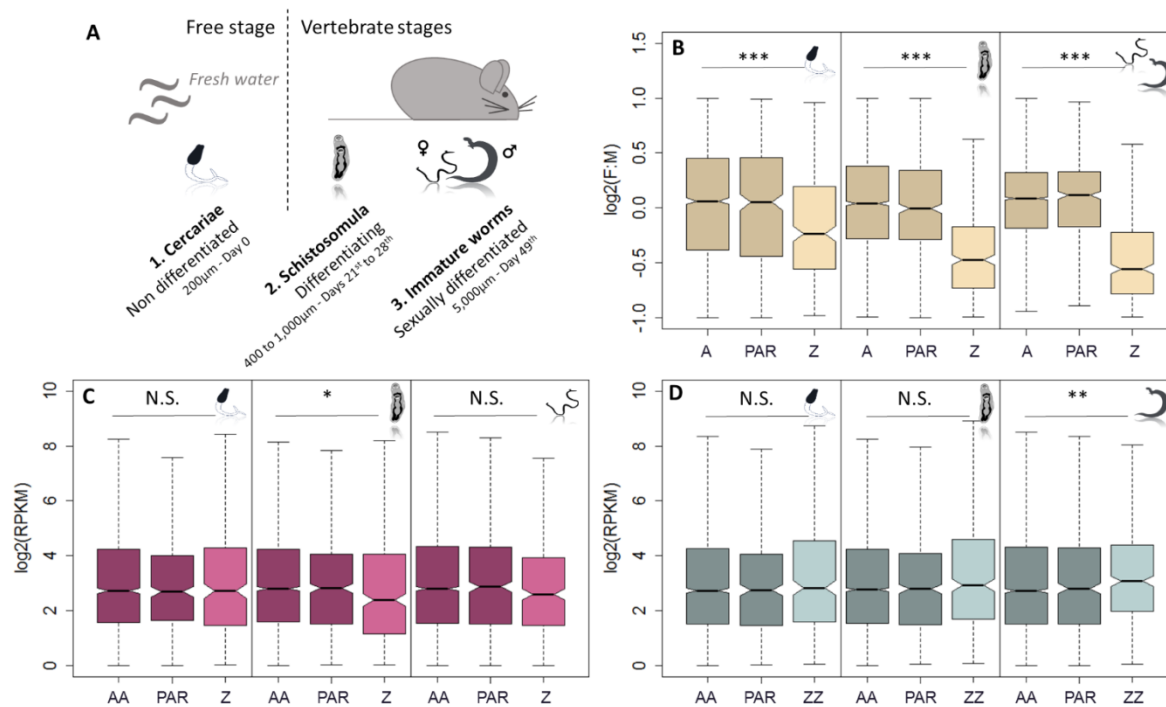 A
Free stage
Vertebrate stages
Fresh water
♀
♂
1. Cercariae
Non differentiated
200µm - Day 0
2. Schistosomula
Differentiating
400 to 1,000µm - Days 21st to 28th
3. Immature worms
Sexually differentiated
5,000µm - Day 49th
B
***
***
***
log2(F:M)
1.5
1.0
0.5
0.0
-0.5
-1.0
A PAR Z A PAR Z A PAR Z
C
N.S.
*
N.S.
log2(RPKM)
10
8
6
4
2
0
AA PAR Z AA PAR Z AA PAR Z
D
N.S.
N.S.
**
log2(RPKM)
10
8
6
4
2
0
AA PAR ZZ AA PAR ZZ AA PAR ZZ